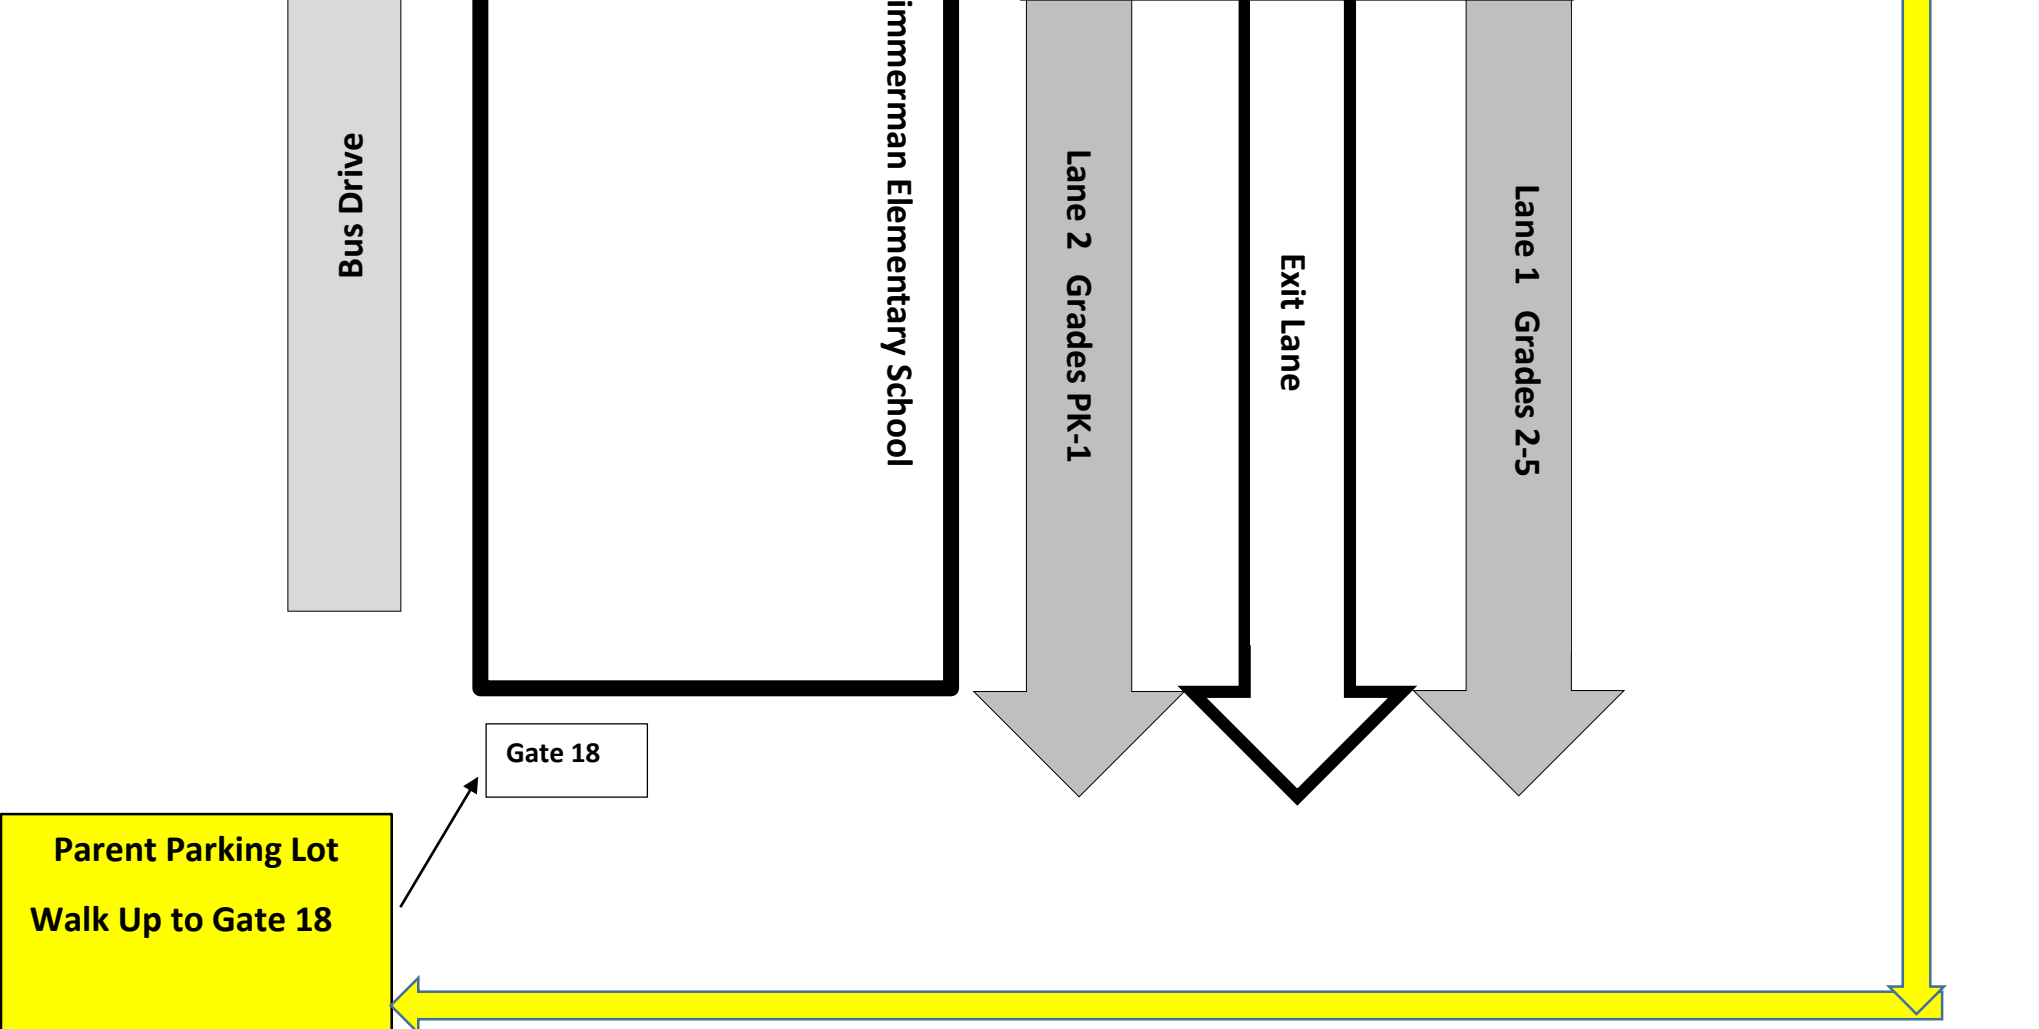 Bus Drive
immerman Elementary School
Lane 2 Grades PK-1
Exit Lane
Lane 1 Grades 2-5
Gate 18
Parent Parking Lot
Walk Up to Gate 18